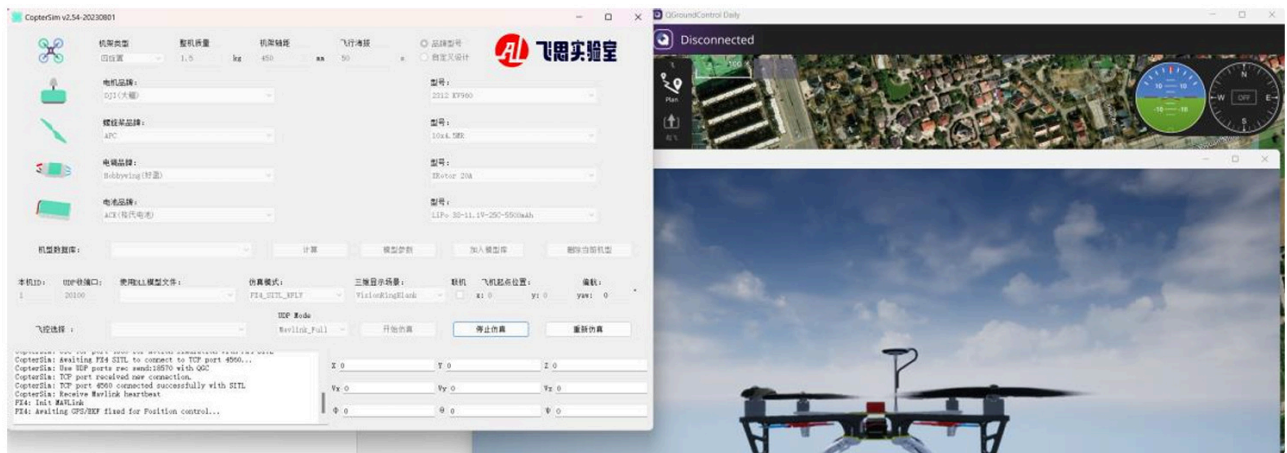 CopterSim v2.54-20230801
机架类型 整机质量 机架轴距 飞行海拔 品牌型号
四旋翼 1.5 kg 450 mm 50 m 自定义设计
飞思实验室
电机品牌: 型号:
DJI(大疆) 2312 KV960
螺旋桨品牌: 型号:
APC 10x4.5MR
电调品牌: 型号:
Hobbywing(好盈) XRotor 20A
电池品牌: 型号:
ACE(格氏电池) LiPo 3S-11.1V-25C-5500mAh
机型数据库: 计算 模型参数 加入模型库 删除当前机型
本机ID: UDP收端口: 使用DLL模型文件: 仿真模式: 三维显示场景: 联机 飞机起点位置: 偏航:
1 20100 PX4_SITL_RFLY VisionRingBlank x: 0 y: 0 yaw: 0
UDP Mode
飞控选择 : Mavlink_Full 开始仿真 停止仿真 重新仿真
CopterSim: Awaiting PX4 SITL to connect to TCP port 4560...
CopterSim: Use UDP ports rec send:18570 with QGC
CopterSim: TCP port received new connection.
CopterSim: TCP port 4560 connected successfully with SITL
CopterSim: Receive Mavlink heartbeat
PX4: Init MAVLink
PX4: Awaiting GPS/EKF fixed for Position control...
X 0 Y 0 Z 0
Vx 0 Vy 0 Vz 0
Φ 0 θ 0 Ψ 0
QGroundControl Daily
Disconnected
Plan
起飞
10 10
-10 -10
N
W OFF E
S